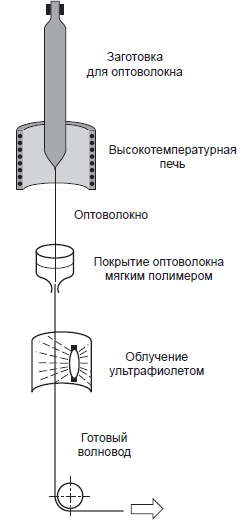 Заготовка
для оптоволокна
Высокотемпературная
печь
Оптоволокно
Покрытие оптоволокна
мягким полимером
Облучение
ультрафиолетом
Готовый
волновод